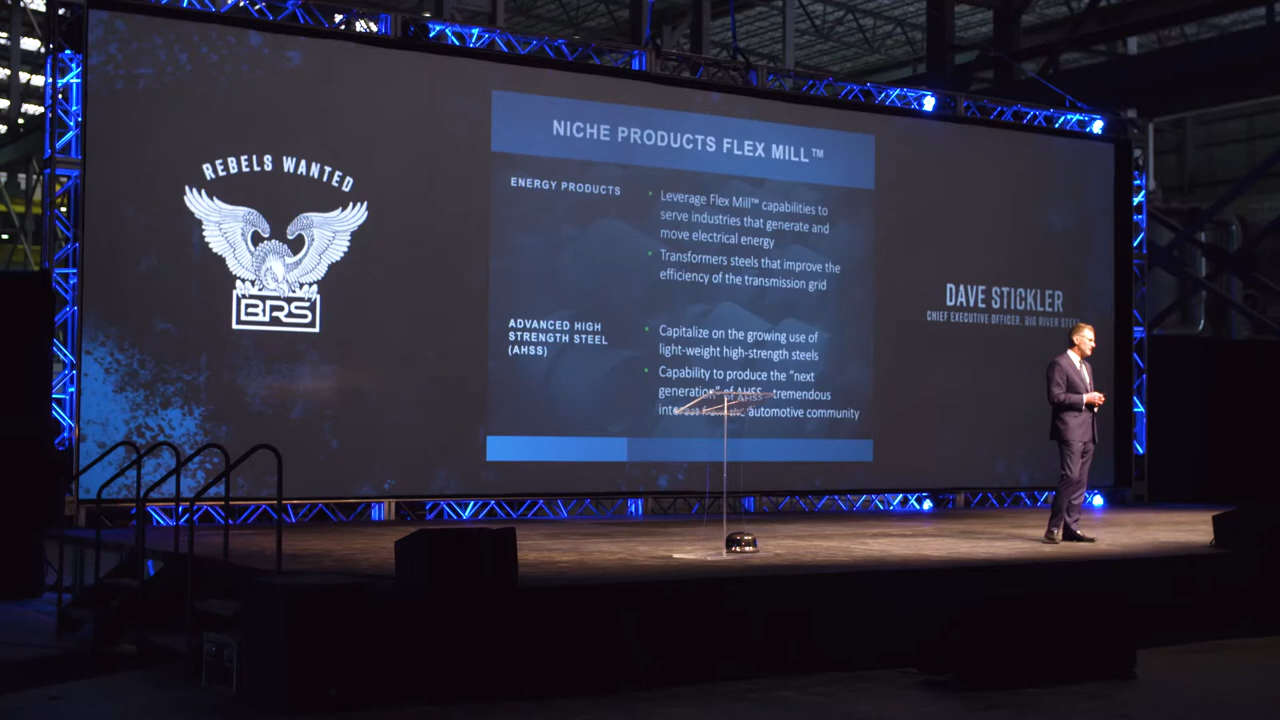 REBELS WANTED
BRS
NICHE PRODUCTS FLEX MILL™
ENERGY PRODUCTS
• Leverage Flex Mill™ capabilities to
serve industries that generate and
move electrical energy
• Transformers steels that improve the
efficiency of the transmission grid
ADVANCED HIGH
STRENGTH STEEL
(AHSS)
• Capitalize on the growing use of
light-weight high-strength steels
• Capability to produce the “next
generation” of AHSS - tremendous
interest from the automotive community
DAVE STICKLER
CHIEF EXECUTIVE OFFICER, BIG RIVER STEEL